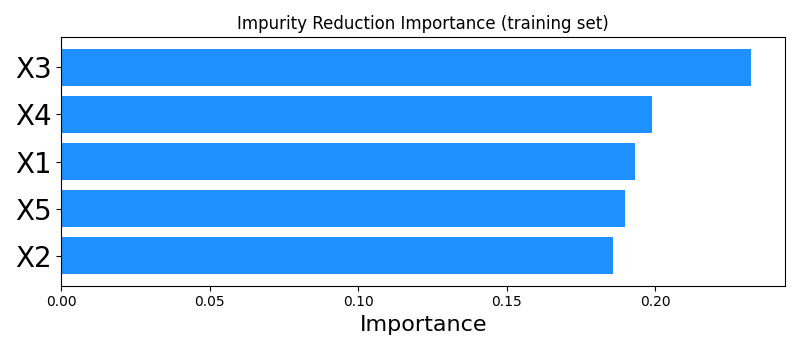 Impurity Reduction Importance (training set)
X3
X4
X1
X5
X2
0.00 0.05 0.10 0.15 0.20
Importance